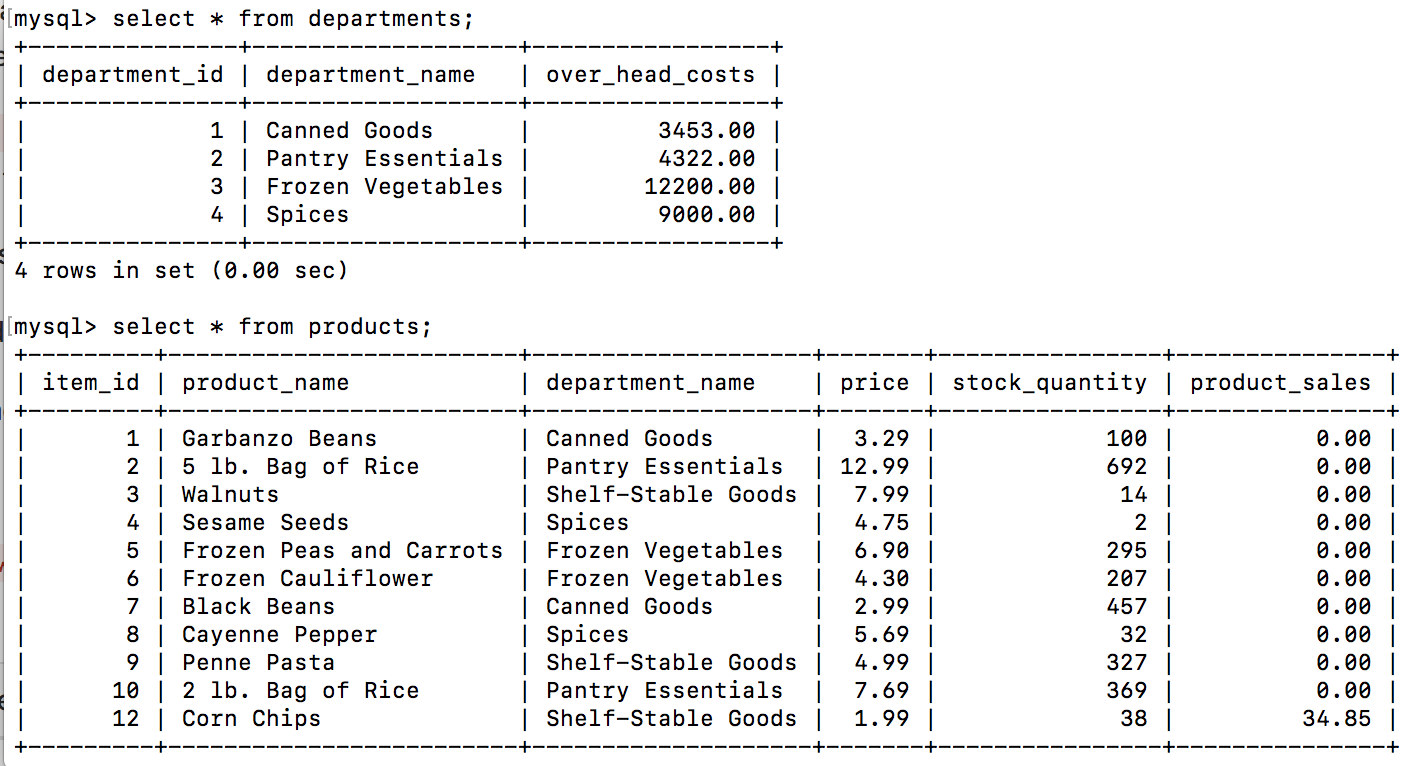 [mysql> select * from departments;
+---------------+-------------------+-----------------+
| department_id | department_name   | over_head_costs |
+---------------+-------------------+-----------------+
|             1 | Canned Goods      |         3453.00 |
|             2 | Pantry Essentials |         4322.00 |
|             3 | Frozen Vegetables |        12200.00 |
|             4 | Spices            |         9000.00 |
+---------------+-------------------+-----------------+
4 rows in set (0.00 sec)

[mysql> select * from products;
+---------+-------------------------+--------------------+-------+----------------+---------------+
| item_id | product_name            | department_name    | price | stock_quantity | product_sales |
+---------+-------------------------+--------------------+-------+----------------+---------------+
|       1 | Garbanzo Beans          | Canned Goods       |  3.29 |            100 |          0.00 |
|       2 | 5 lb. Bag of Rice       | Pantry Essentials  | 12.99 |            692 |          0.00 |
|       3 | Walnuts                 | Shelf-Stable Goods |  7.99 |             14 |          0.00 |
|       4 | Sesame Seeds            | Spices             |  4.75 |              2 |          0.00 |
|       5 | Frozen Peas and Carrots | Frozen Vegetables  |  6.90 |            295 |          0.00 |
|       6 | Frozen Cauliflower      | Frozen Vegetables  |  4.30 |            207 |          0.00 |
|       7 | Black Beans             | Canned Goods       |  2.99 |            457 |          0.00 |
|       8 | Cayenne Pepper          | Spices             |  5.69 |             32 |          0.00 |
|       9 | Penne Pasta             | Shelf-Stable Goods |  4.99 |            327 |          0.00 |
|      10 | 2 lb. Bag of Rice       | Pantry Essentials  |  7.69 |            369 |          0.00 |
|      12 | Corn Chips              | Shelf-Stable Goods |  1.99 |             38 |         34.85 |
+---------+-------------------------+--------------------+-------+----------------+---------------+